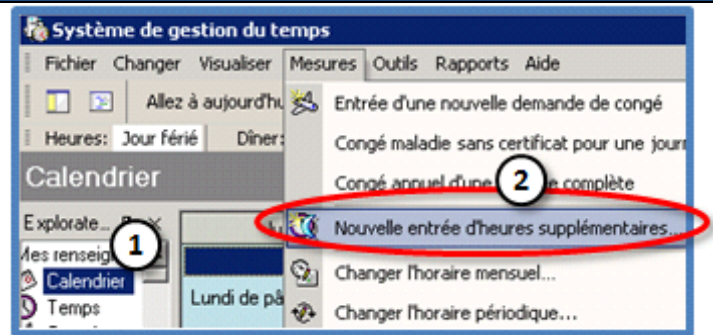 Système de gestion du temps
Fichier Changer Visualiser Mesures Outils Rapports Aide
Allez à aujourd'hu
Entrée d'une nouvelle demande de congé
Heures: Jour férié Dîner:
Congé maladie sans certificat pour une jour
Calendrier
Congé annuel d'une complète
2
Explorate...
Nouvelle entrée d'heures supplémentaires...
1
Mes renseig
Calendrier
Changer l'horaire mensuel...
Temps
Lundi de pâ
Changer l'horaire périodique...